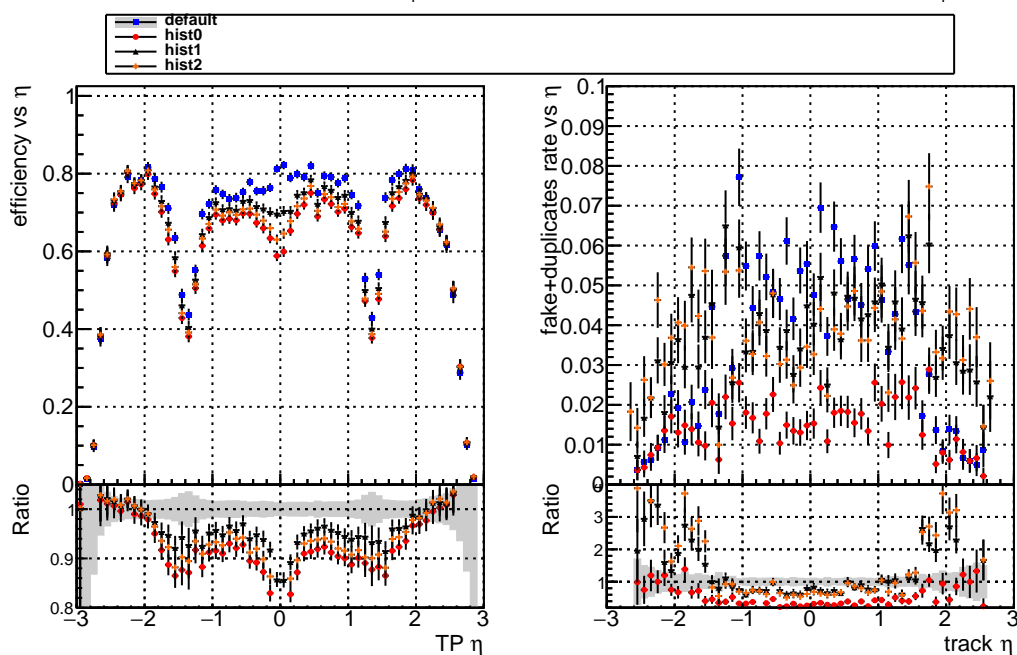 default
hist0
hist1
hist2
efficiency vs η
1
0.8
0.6
0.4
0.2
0
Ratio
1
0.9
0.8
−3 −2 −1 0 1 2 3
TP η
fake+duplicates rate vs η
0.1
0.09
0.08
0.07
0.06
0.05
0.04
0.03
0.02
0.01
Ratio
3
2
1
−3 −2 −1 0 1 2 3
track η